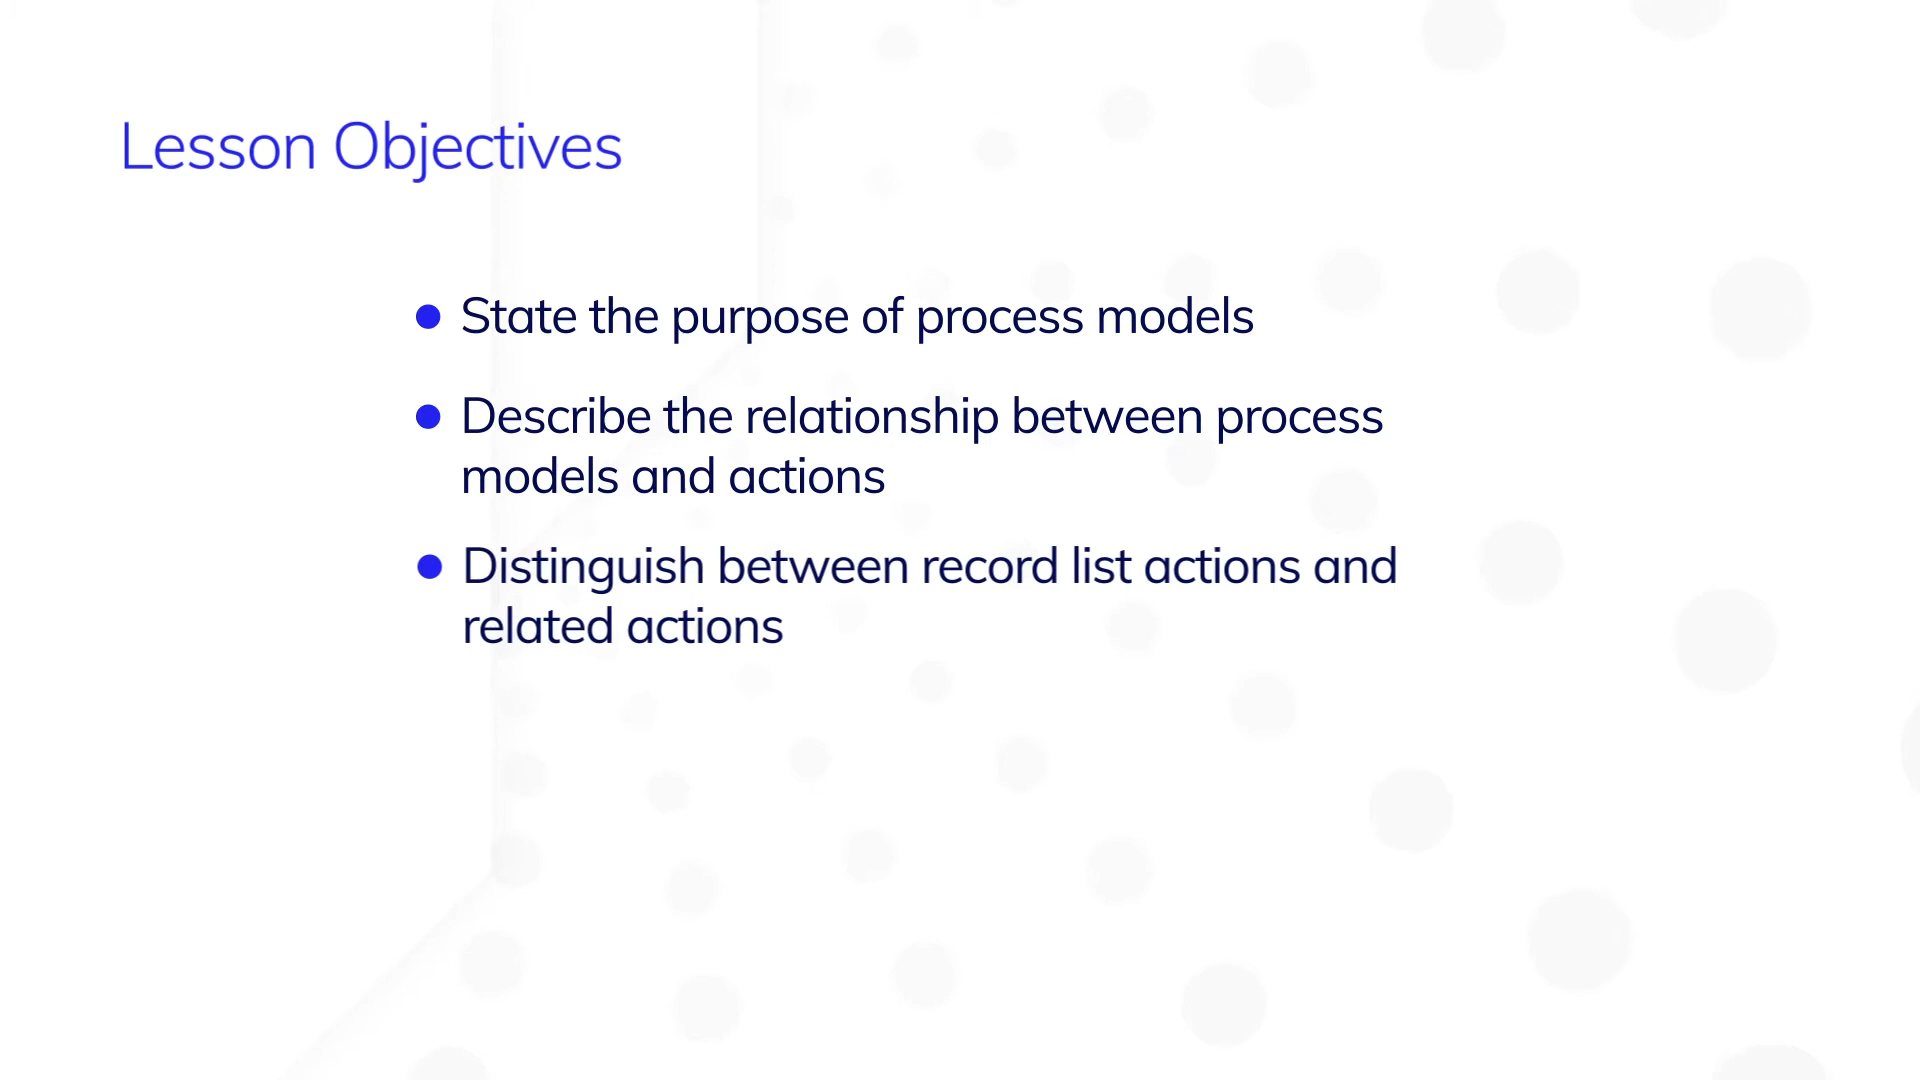 Lesson Objectives
State the purpose of process models
Describe the relationship between process
models and actions
Distinguish between record list actions and
related actions